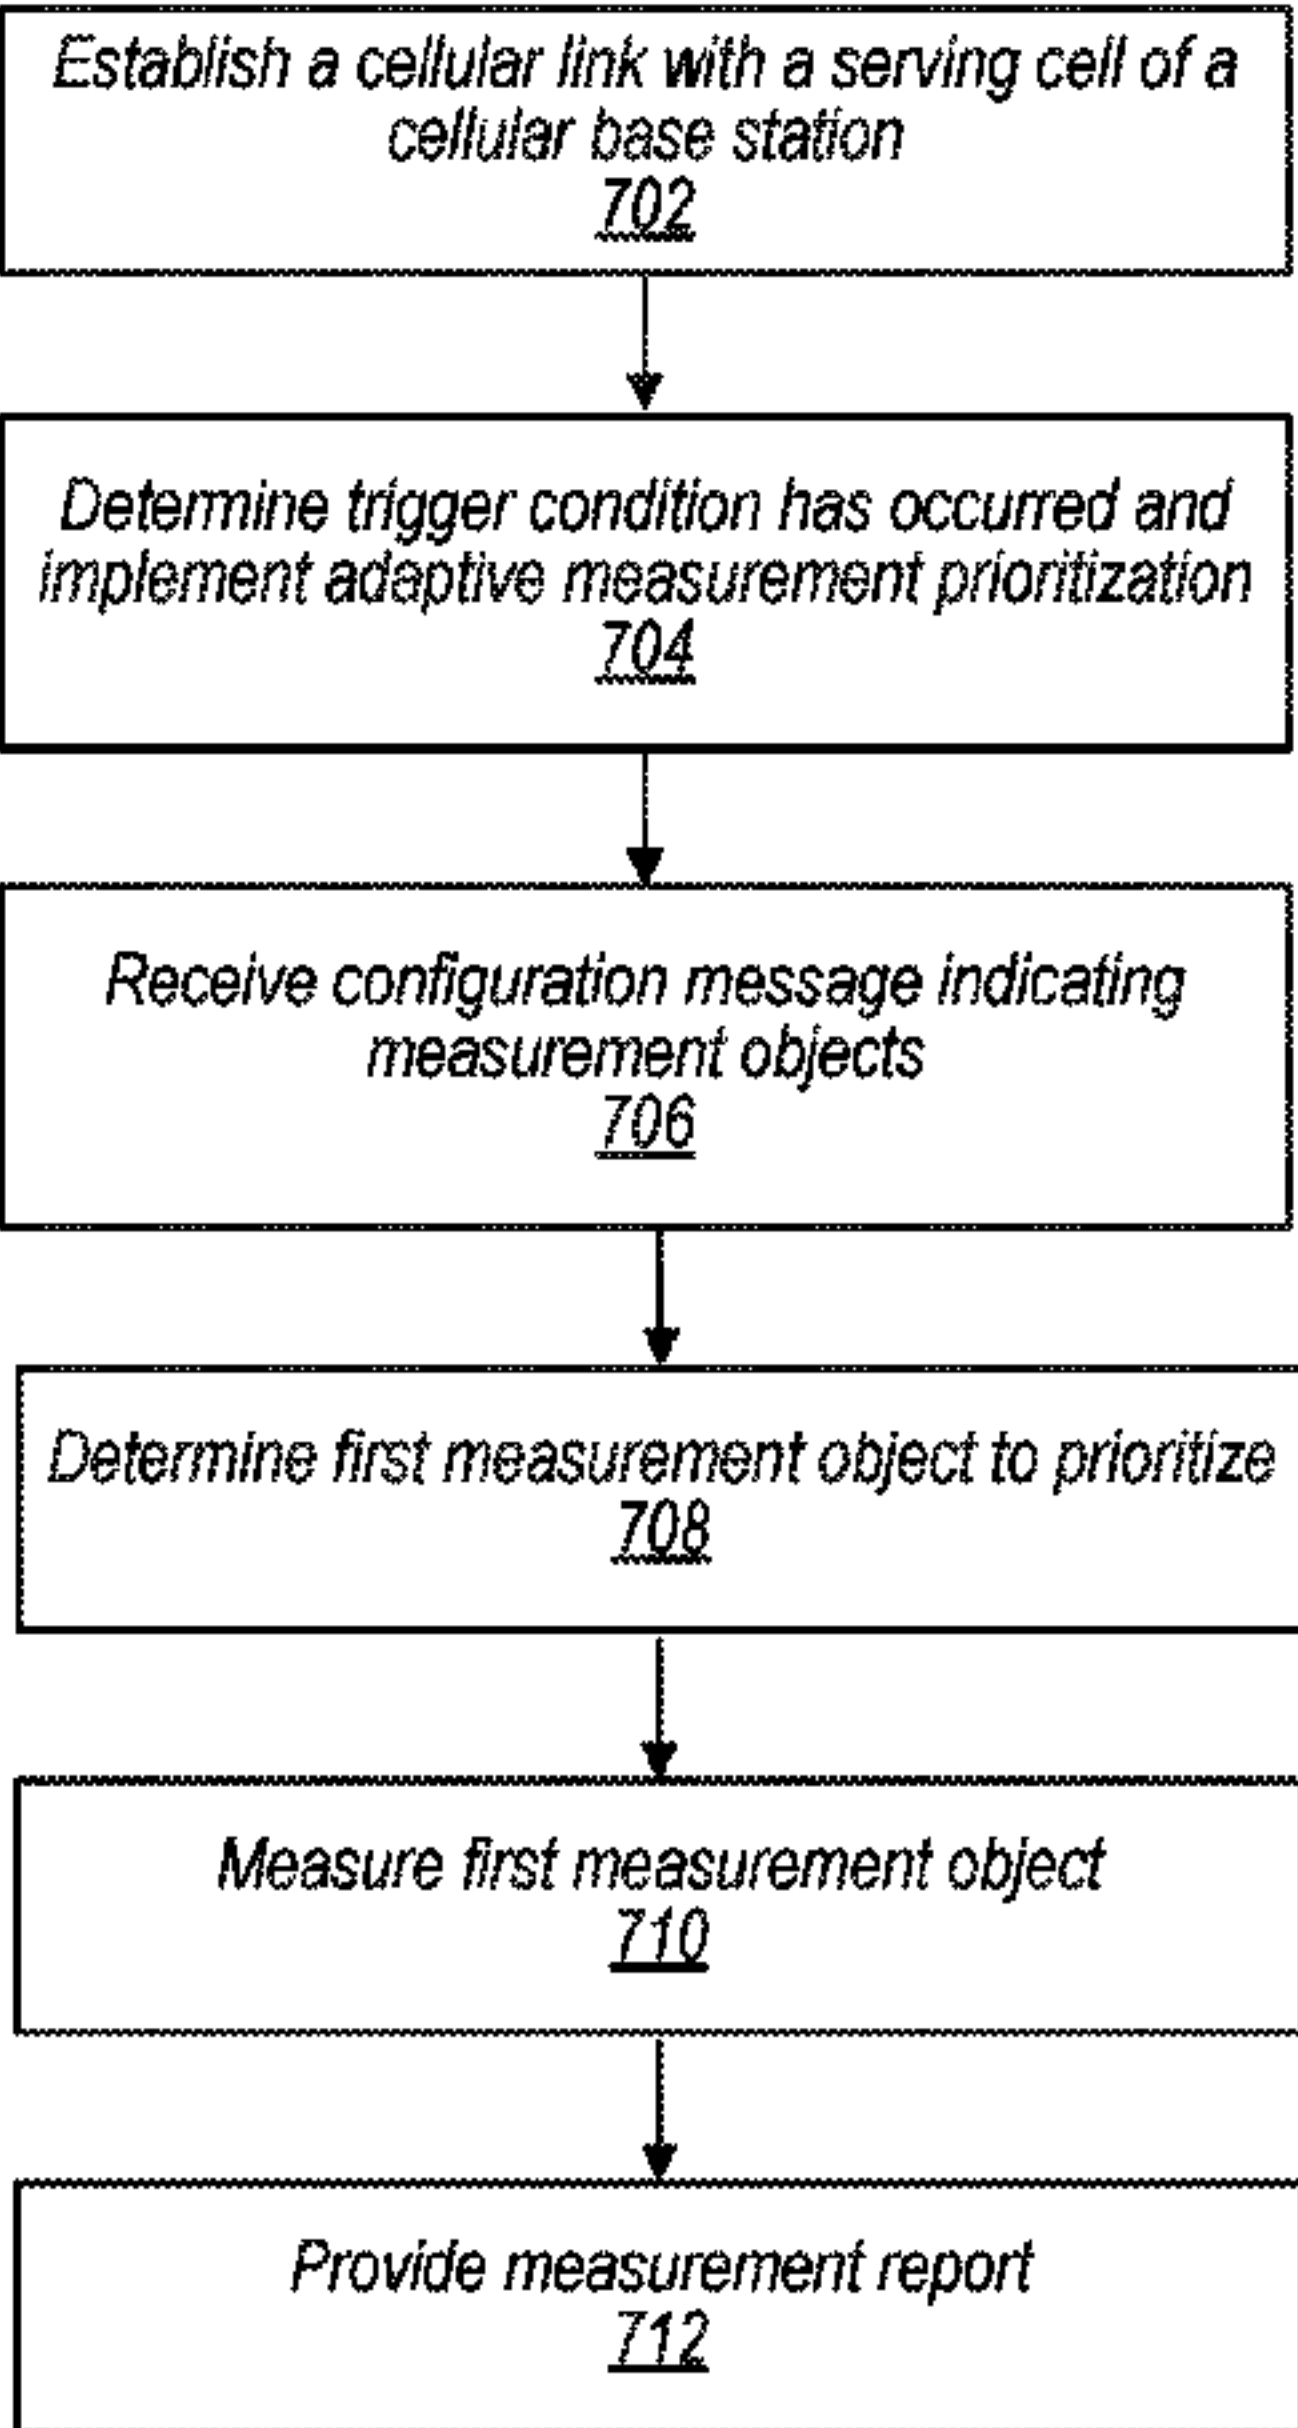 Establish a cellular link with a serving cell of a
cellular base station
702
Determine trigger condition has occurred and
implement adaptive measurement prioritization
704
Receive configuration message indicating
measurement objects
706
Determine first measurement object to prioritize
708
Measure first measurement object
710
Provide measurement report
712